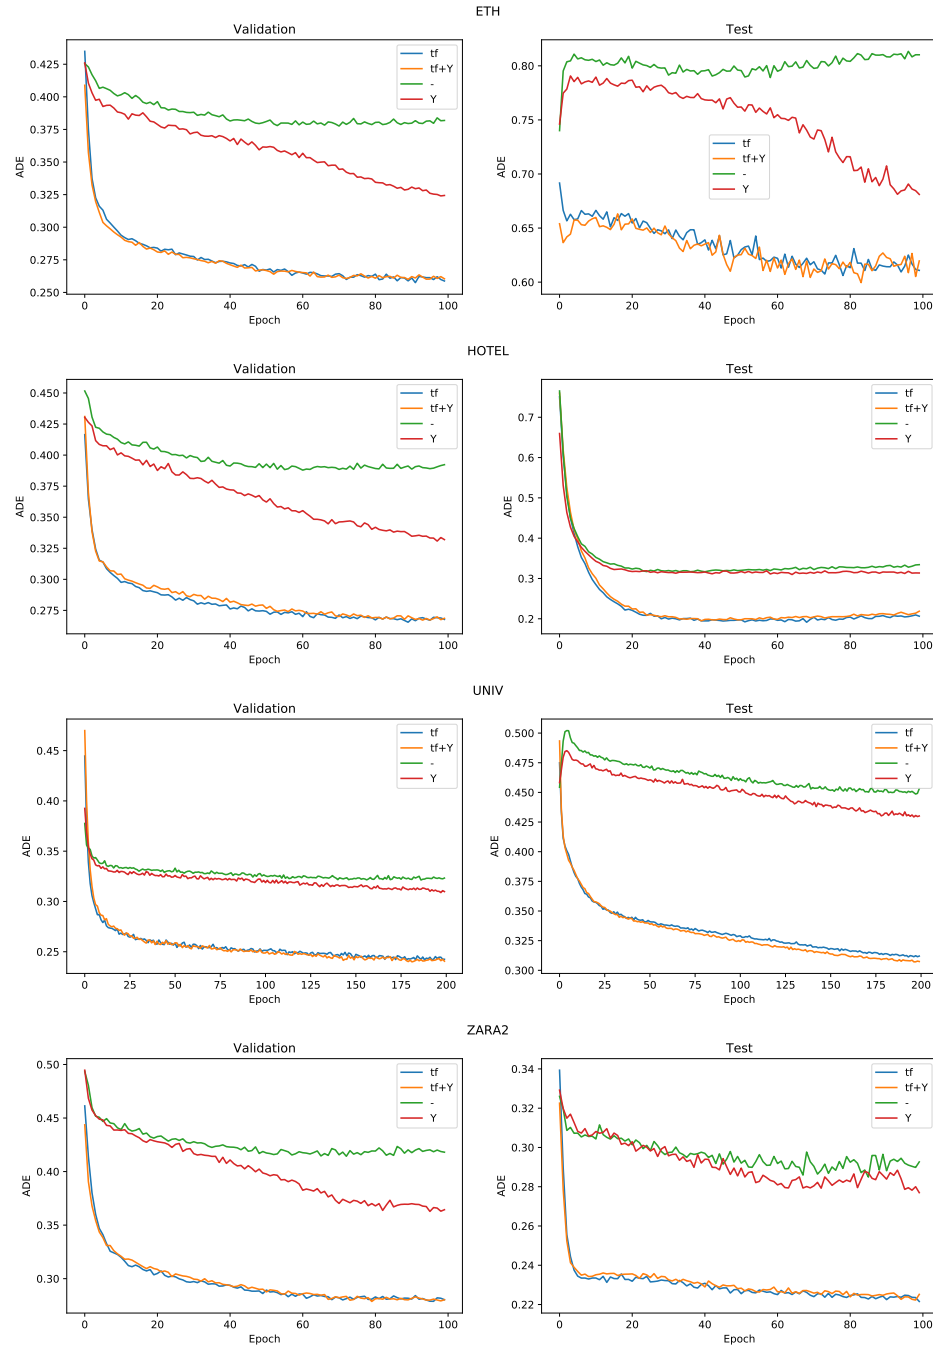 ETH
Validation
0.425
0.400
0.375
0.350
0.325
0.300
0.275
0.250
ADE
0 20 40 60 80 100
Epoch
tf
tf+Y
-
Y
Test
0.80
0.75
0.70
0.65
0.60
ADE
0 20 40 60 80 100
Epoch
tf
tf+Y
-
Y
HOTEL
Validation
0.450
0.425
0.400
0.375
0.350
0.325
0.300
0.275
ADE
0 20 40 60 80 100
Epoch
tf
tf+Y
-
Y
Test
0.7
0.6
0.5
0.4
0.3
0.2
ADE
0 20 40 60 80 100
Epoch
tf
tf+Y
-
Y
UNIV
Validation
0.45
0.40
0.35
0.30
0.25
ADE
0 25 50 75 100 125 150 175 200
Epoch
tf
tf+Y
-
Y
Test
0.500
0.475
0.450
0.425
0.400
0.375
0.350
0.325
0.300
ADE
0 25 50 75 100 125 150 175 200
Epoch
tf
tf+Y
-
Y
ZARA2
Validation
0.50
0.45
0.40
0.35
0.30
ADE
0 20 40 60 80 100
Epoch
tf
tf+Y
-
Y
Test
0.34
0.32
0.30
0.28
0.26
0.24
0.22
ADE
0 20 40 60 80 100
Epoch
tf
tf+Y
-
Y